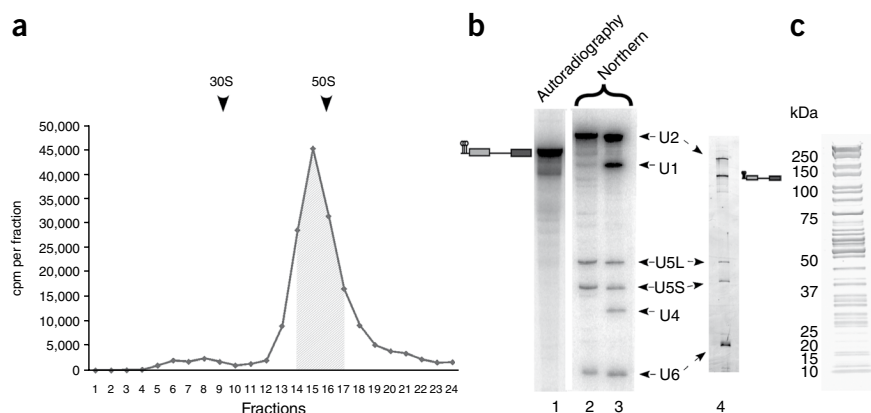 a
b
c
30S
50S
50,000
45,000
40,000
35,000
30,000
25,000
20,000
15,000
10,000
5,000
0
cpm per fraction
1 2 3 4 5 6 7 8 9 10 11 12 13 14 15 16 17 18 19 20 21 22 23 24
Fractions
Autoradiography
Northern
U2
U1
U5L
U5S
U4
U6
1 2 3 4
kDa
250
150
100
75
50
37
25
20
15
10